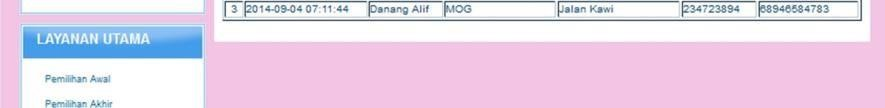 3 2014-09-04 07:11:44 Danang Alif MOG Jalan Kawi 234723894 68946584783
LAYANAN UTAMA
Pemilihan Awal
Pemilihan Akhir